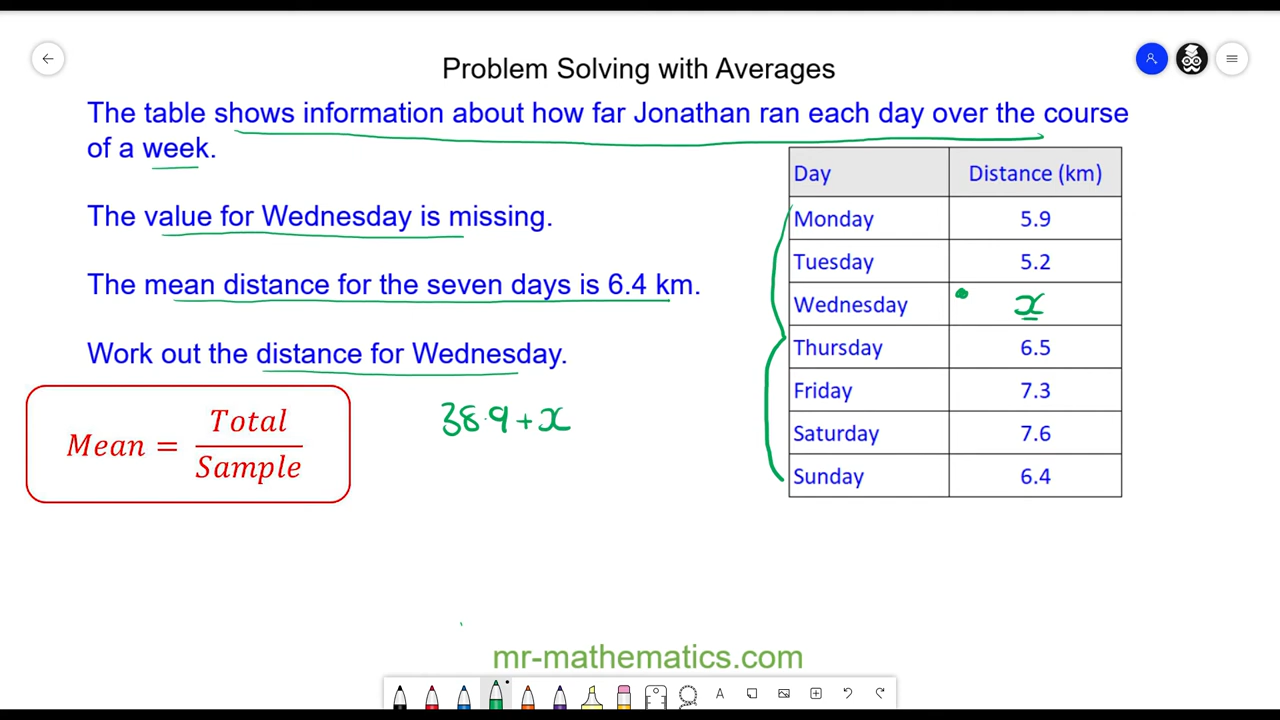 Problem Solving with Averages
The table shows information about how far Jonathan ran each day over the course
of a week.
The value for Wednesday is missing.
The mean distance for the seven days is 6.4 km.
Work out the distance for Wednesday.
Mean = Total
Sample
38.9 + x
Day Distance (km)
Monday 5.9
Tuesday 5.2
Wednesday x
Thursday 6.5
Friday 7.3
Saturday 7.6
Sunday 6.4
mr-mathematics.com
A